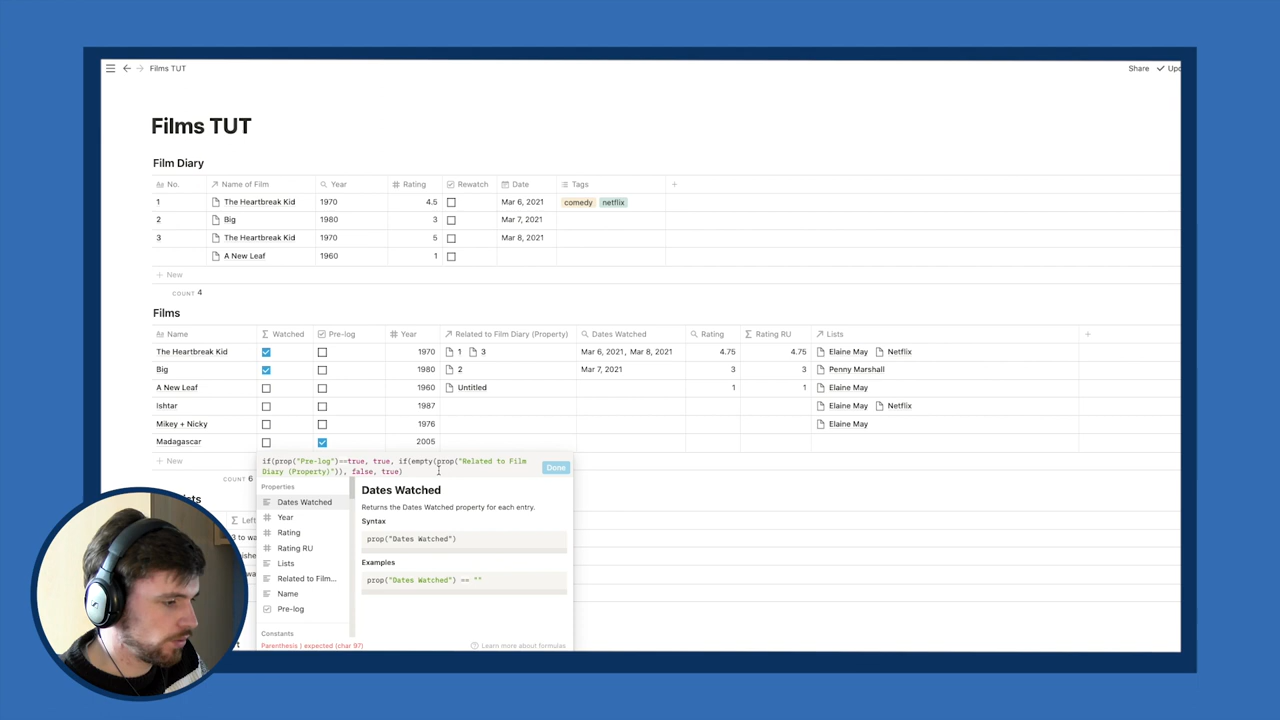 Films TUT
Share
Films TUT
Film Diary
No. Name of Film Year Rating Rewatch Date Tags
1 The Heartbreak Kid 1970 4.5 Mar 6, 2021 comedy netflix
2 Big 1980 3 Mar 7, 2021
3 The Heartbreak Kid 1970 5 Mar 8, 2021
A New Leaf 1960 1
+ New
COUNT 4
Films
Name Watched Pre-log Year Related to Film Diary (Property) Dates Watched Rating Rating RU Lists
The Heartbreak Kid 1970 1 3 Mar 6, 2021, Mar 8, 2021 4.75 4.75 Elaine May Netflix
Big 1980 2 Mar 7, 2021 3 3 Penny Marshall
A New Leaf 1960 Untitled 1 1 Elaine May
Ishtar 1987 Elaine May Netflix
Mikey + Nicky 1976 Elaine May
Madagascar 2005
+ New
COUNT 6
if(prop("Pre-log")==true, true, if(empty(prop("Related to Film
Diary (Property)")), false, true)
Done
Properties
Dates Watched
Year
Rating
Rating RU
Lists
Related to Film...
Name
Pre-log
Constants
Dates Watched
Returns the Dates Watched property for each entry.
Syntax
prop("Dates Watched")
Examples
prop("Dates Watched") == ""
Parenthesis ) expected (char 97)
Learn more about formulas